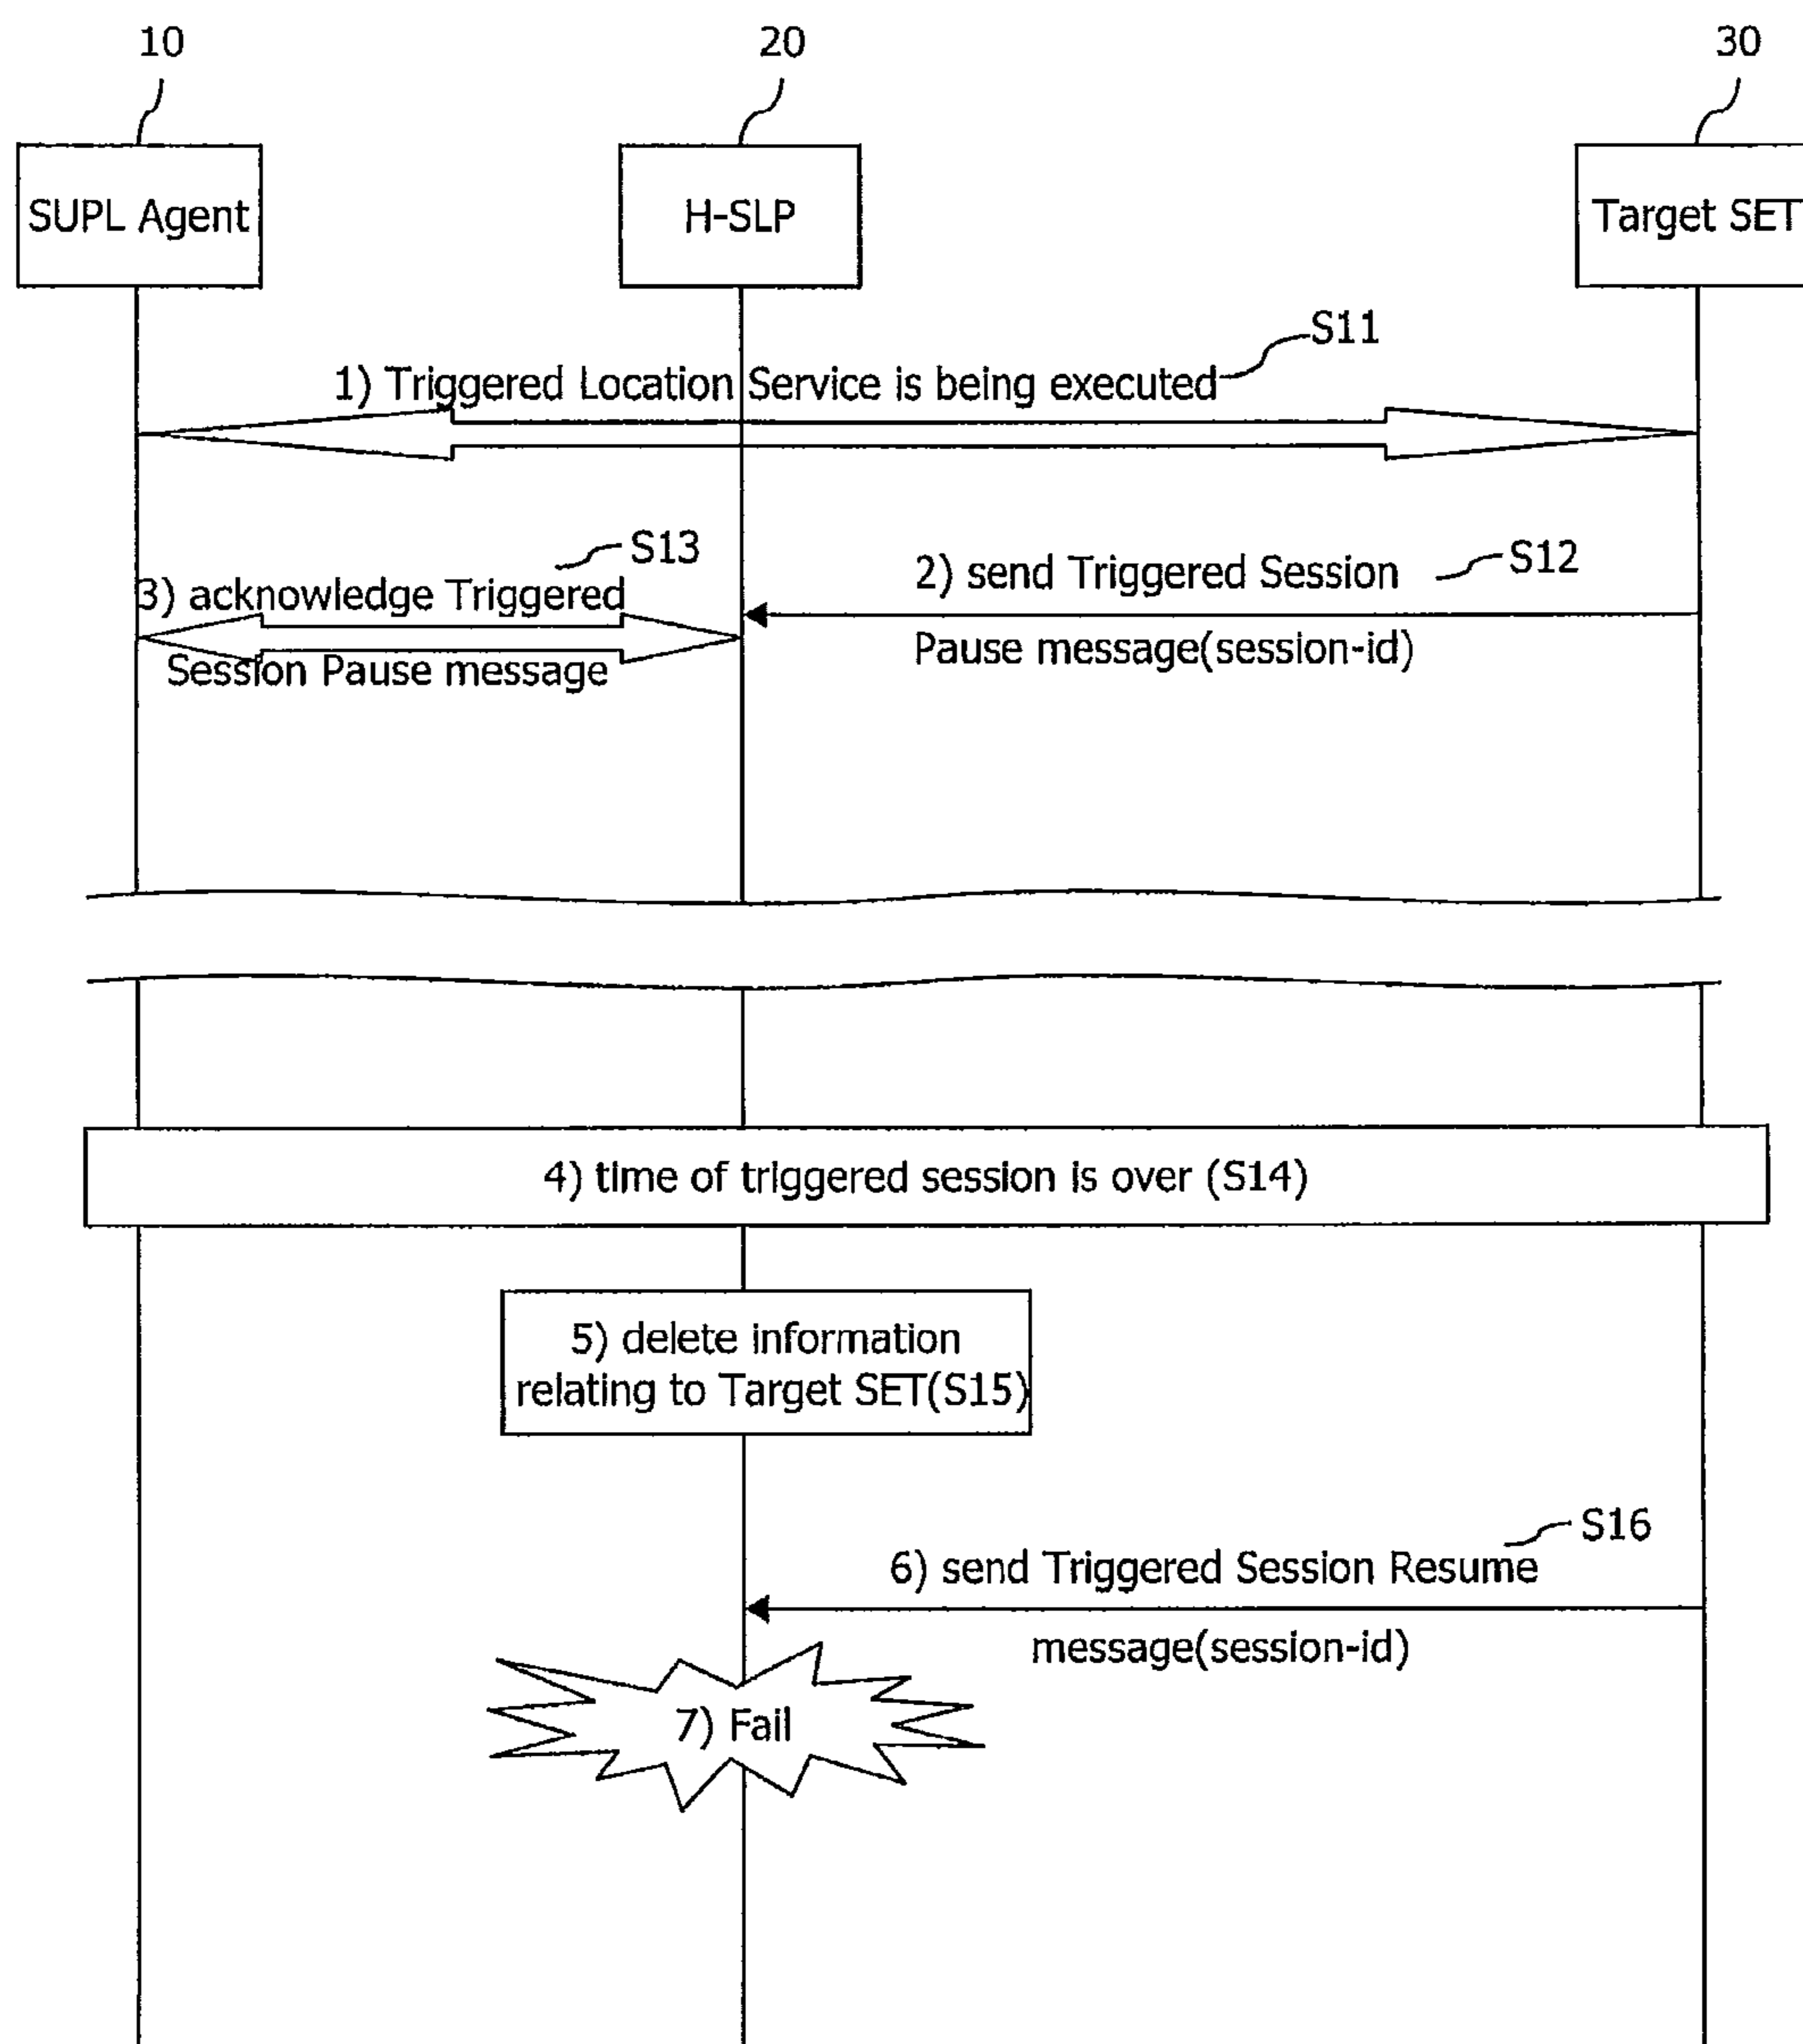 10
20
30
SUPL Agent
H-SLP
Target SET
S11
1) Triggered Location Service is being executed
S13
3) acknowledge Triggered
Session Pause message
S12
2) send Triggered Session
Pause message(session-id)
4) time of triggered session is over (S14)
5) delete information
relating to Target SET(S15)
S16
6) send Triggered Session Resume
message(session-id)
7) Fail